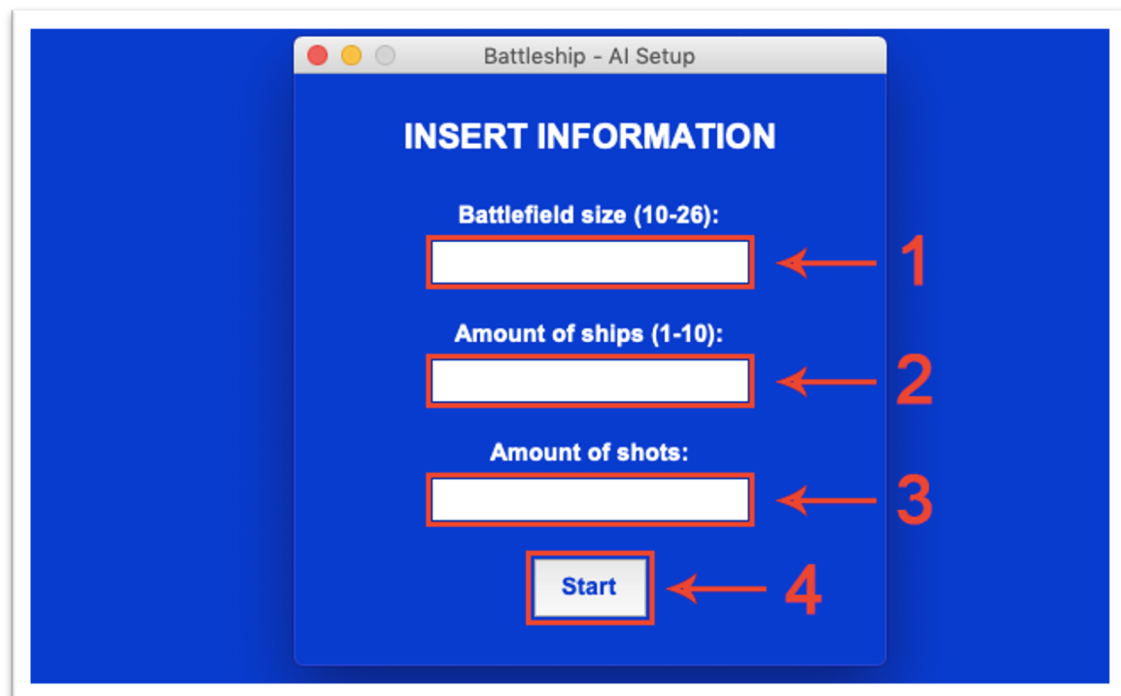 Battleship - AI Setup
INSERT INFORMATION
Battlefield size (10-26):
1
Amount of ships (1-10):
2
Amount of shots:
3
Start
4